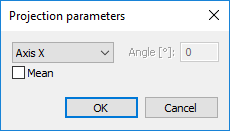 Projection parameters
Axis X Angle [°]: 0
Mean
OK Cancel